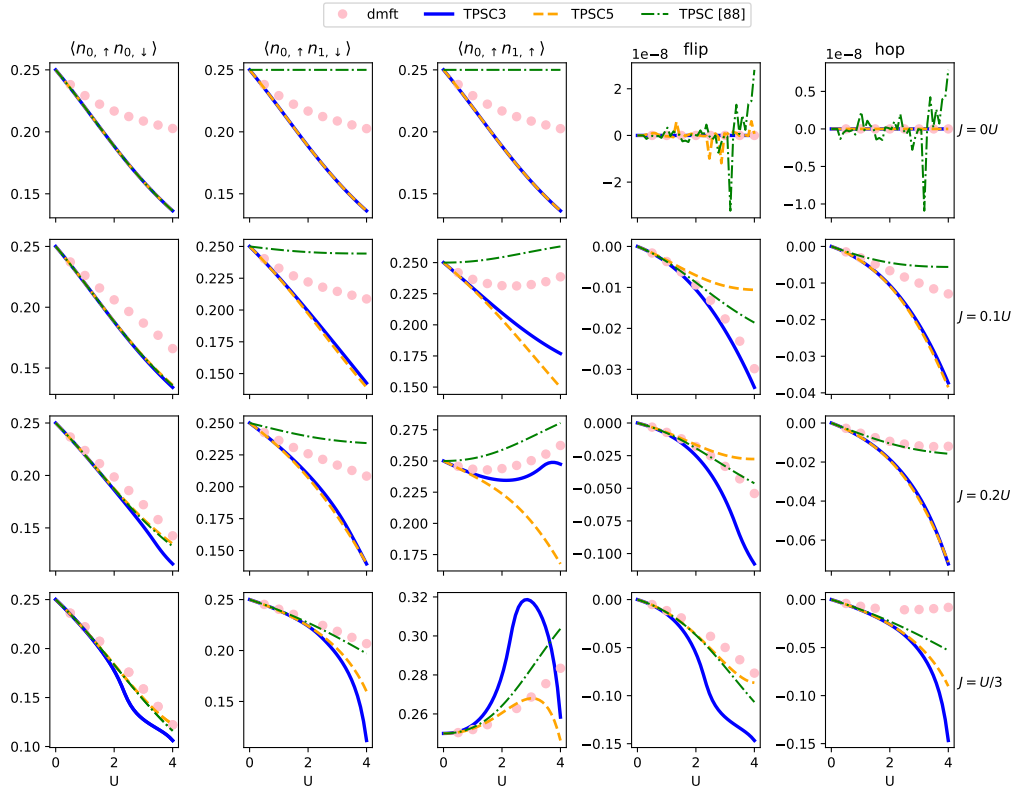 dmft TPSC3 TPSC5 TPSC [88]
⟨n0,↑n0,↓⟩ ⟨n0,↑n1,↓⟩ ⟨n0,↑n1,↑⟩ flip hop
1e−8 1e−8
0.25 0.20 0.15
0.25 0.20 0.15
0.25 0.20 0.15
2 0 −2
0.5 0.0 −0.5 −1.0
J = 0U
0.25 0.20 0.15
0.250 0.225 0.200 0.175 0.150
0.250 0.225 0.200 0.175 0.150
0.00 −0.01 −0.02 −0.03
0.00 −0.01 −0.02 −0.03 −0.04
J = 0.1U
0.25 0.20 0.15
0.250 0.225 0.200 0.175 0.150
0.275 0.250 0.225 0.200 0.175
0.000 −0.025 −0.050 −0.075 −0.100
0.00 −0.02 −0.04 −0.06
J = 0.2U
0.25 0.20 0.15 0.10
0.25 0.20 0.15
0.32 0.30 0.28 0.26
0.00 −0.05 −0.10 −0.15
0.00 −0.05 −0.10 −0.15
J = U/3
0 2 4 0 2 4 0 2 4 0 2 4 0 2 4
U U U U U